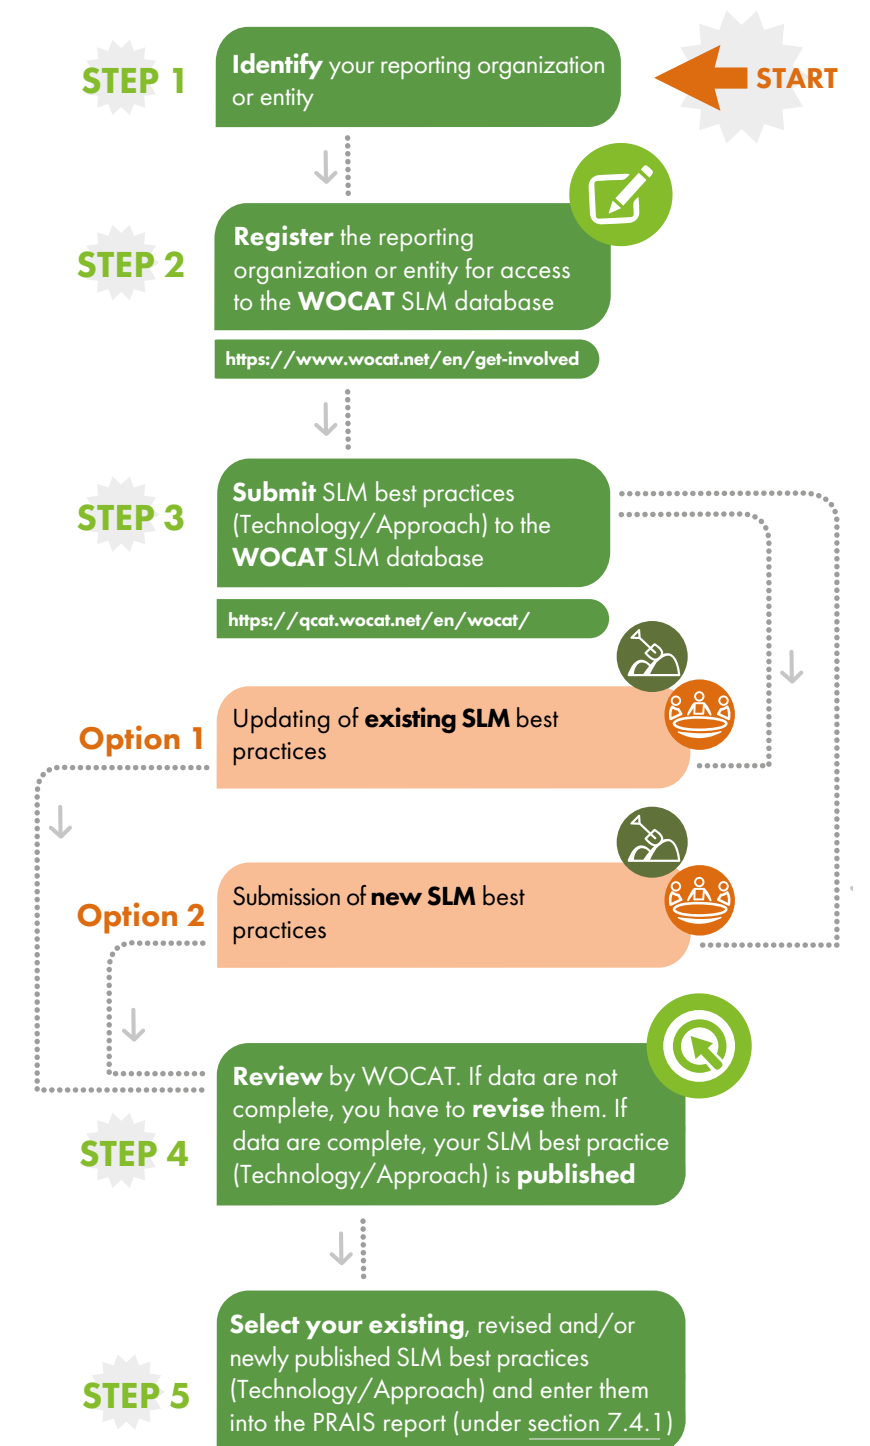 STEP 1
Identify your reporting organization
or entity
START
STEP 2
Register the reporting
organization or entity for access
to the WOCAT SLM database
https://www.wocat.net/en/get-involved
STEP 3
Submit SLM best practices
(Technology/Approach) to the
WOCAT SLM database
https://qcat.wocat.net/en/wocat/
Option 1
Updating of existing SLM best
practices
Option 2
Submission of new SLM best
practices
STEP 4
Review by WOCAT. If data are not
complete, you have to revise them. If
data are complete, your SLM best practice
(Technology/Approach) is published
STEP 5
Select your existing, revised and/or
newly published SLM best practices
(Technology/Approach) and enter them
into the PRAIS report (under section 7.4.1)